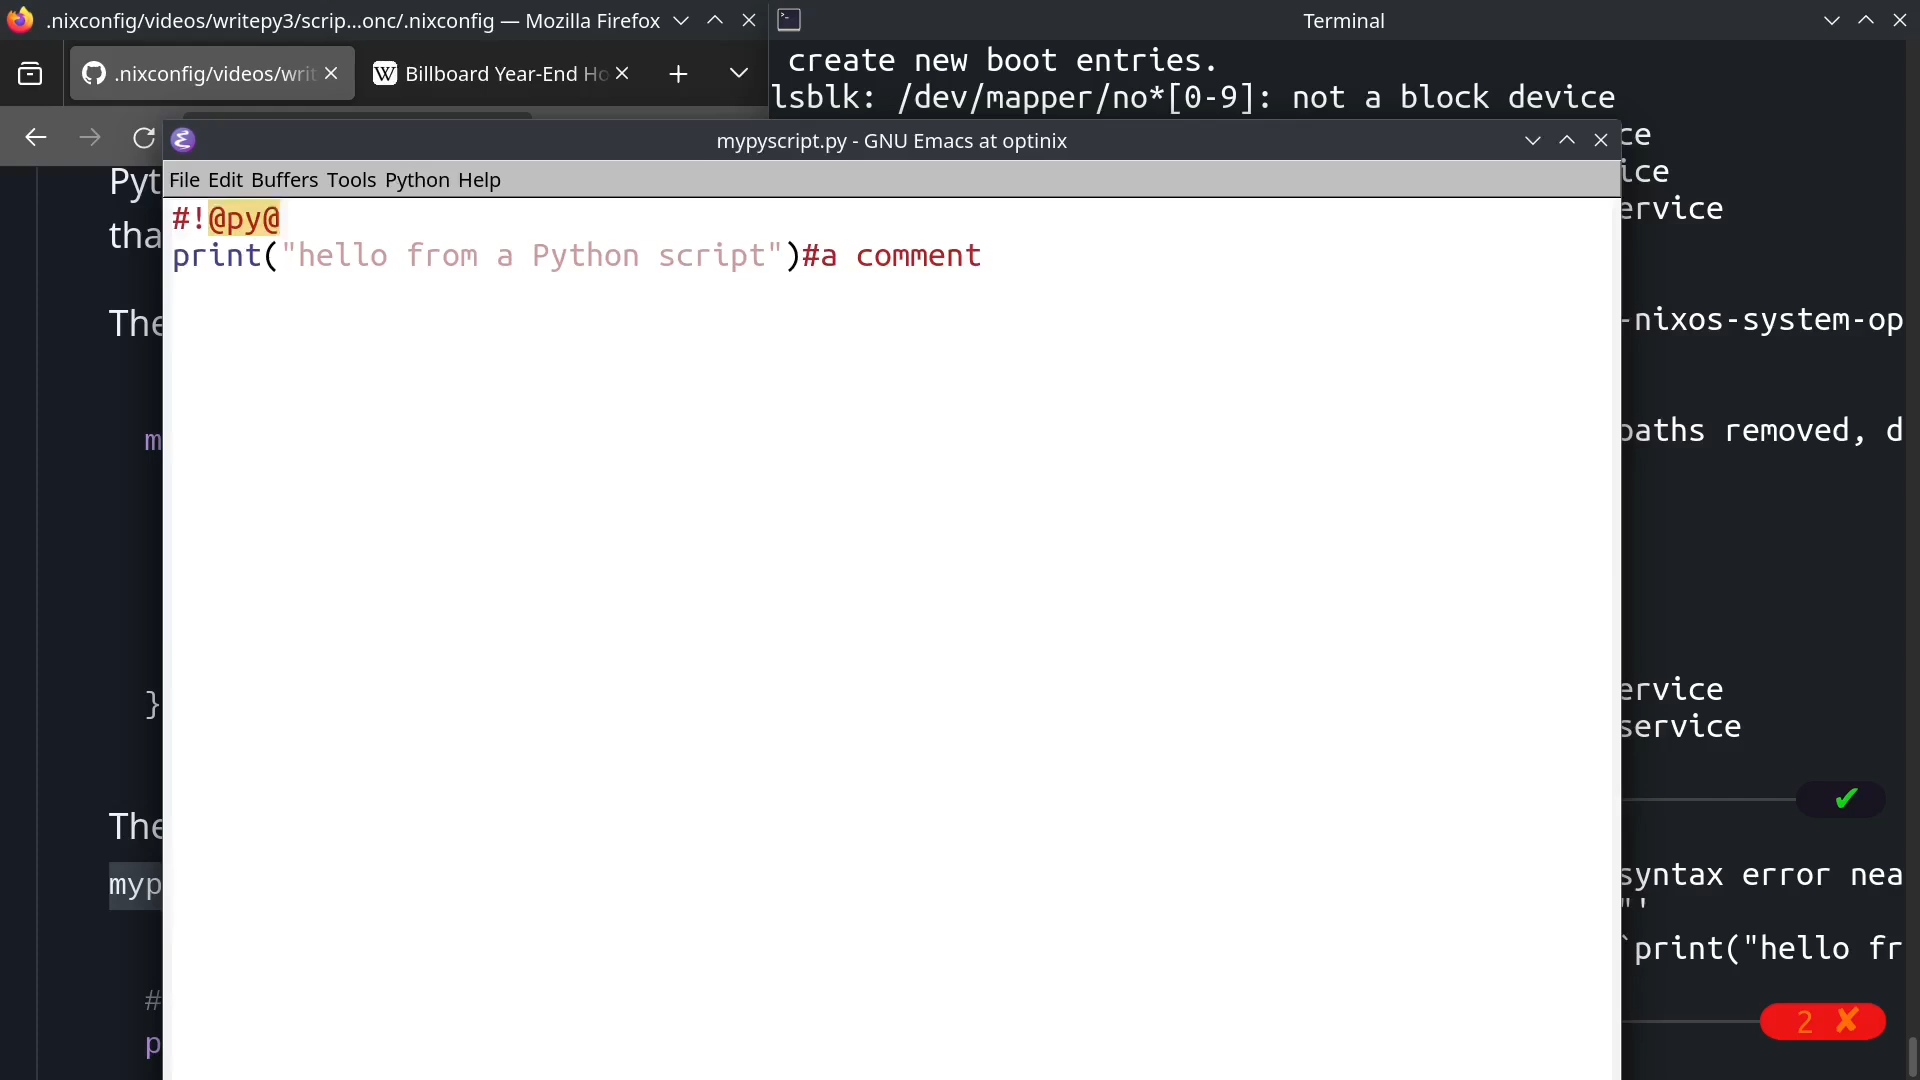 .nixconfig/videos/writepy3/scrip...onc/.nixconfig — Mozilla Firefox
Terminal
.nixconfig/videos/writ
Billboard Year-End Ho
create new boot entries.
lsblk: /dev/mapper/no*[0-9]: not a block device
mypyscript.py - GNU Emacs at optinix
ce
File Edit Buffers Tools Python Help
ice
Pyt
ervice
#!@py@
tha
print("hello from a Python script")#a comment
The
-nixos-system-op
m
paths removed, d
ervice
}
service
✔
The
syntax error nea
myp
"'
`print("hello fr
#
2 ✘
p